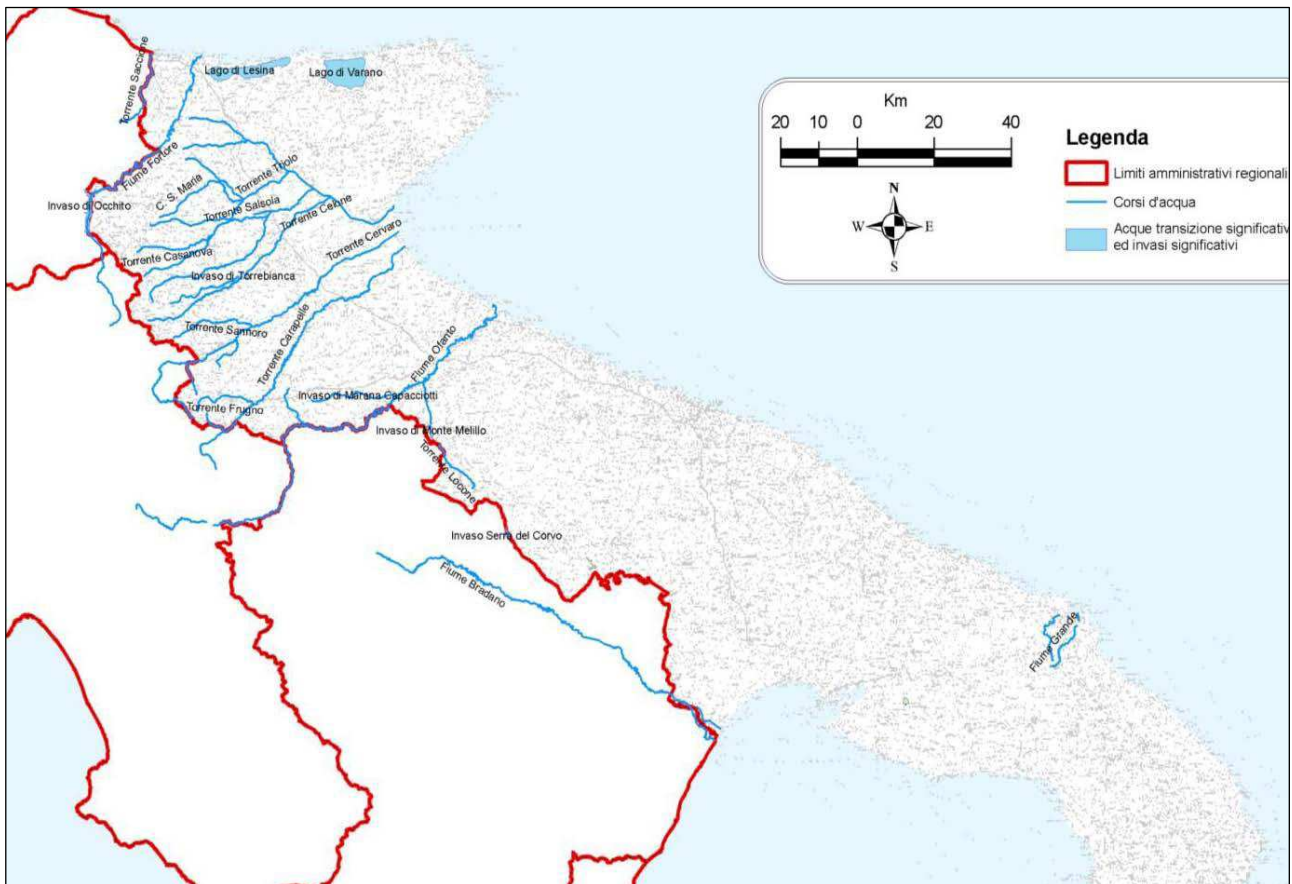 Torrente Saccione
Lago di Lesina
Lago di Varano
Fiume Fortore
Invaso di Occhito
C. S. Maria
Torrente Triolo
Torrente Salsola
Torrente Celone
Torrente Cervaro
Torrente Casanova
Invaso di Torrebianca
Torrente Sannoro
Torrente Carapelle
Fiume Ofanto
Invaso di Marana Capacciotti
Torrente Frugno
Invaso di Monte Melillo
Torrente Locone
Invaso Serra del Corvo
Fiume Bradano
Fiume Grande
Km
20 10 0 20 40
N
W E
S
Legenda
Limiti amministrativi regionali
Corsi d'acqua
Acque transizione significativ
ed invasi significativi